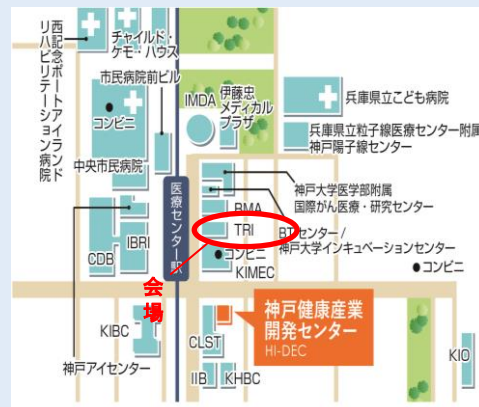 西記念ポートアイランド
リハビリテーション病院
チャイルド・
ケモ・ハウス
市民病院前ビル
コンビニ
中央市民病院
IMDA
伊藤忠
メディカル
プラザ
兵庫県立こども病院
兵庫県立粒子線医療センター附属
神戸陽子線センター
医療センター駅
神戸大学医学部附属
国際がん医療・研究センター
BMA
TRI
BTセンター/
神戸大学インキュベーションセンター
コンビニ
KIMEC
コンビニ
IBRI
CDB
会
場
KIBC
神戸アイセンター
CLST
神戸健康産業
開発センター
HI-DEC
IIB
KHBC
KIO